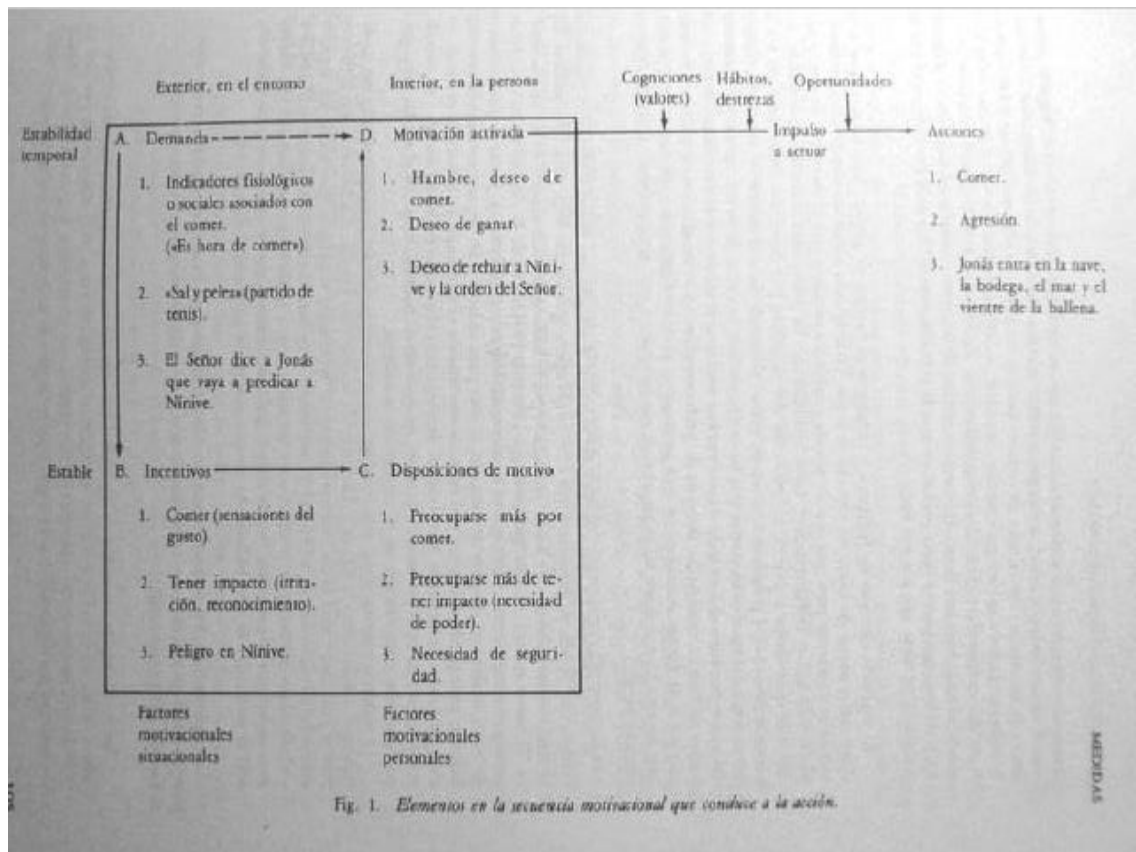 Exterior, en el entorno
Interior, en la persona
Cogniciones
(valores)
Hábitos,
destrezas
Oportunidades
Estabilidad
temporal
A. Demanda
D. Motivación activada
Impulso
a actuar
Acciones
1. Indicadores fisiológicos
o sociales asociados con
el comer.
(«Es hora de comer»)
2. «Sal y pelea» (partido de
tenis).
3. El Señor dice a Jonás
que vaya a predicar a
Nínive.
1. Hambre, deseo de
comer.
2. Deseo de ganar.
3. Deseo de rehuir a Níni-
ve y la orden del Señor.
1. Comer.
2. Agresión.
3. Jonás entra en la nave,
la bodega, el mar y el
vientre de la ballena.
Estable
B. Incentivos
C. Disposiciones de motivo
1. Comer (sensaciones del
gusto)
2. Tener impacto (irrita-
ción, reconocimiento).
3. Peligro en Nínive.
1. Preocuparse más por
comer.
2. Preocuparse más de te-
ner impacto (necesidad
de poder).
3. Necesidad de seguri-
dad.
Factores
motivacionales
situacionales
Factores
motivacionales
personales
Fig. 1. Elementos en la secuencia motivacional que conduce a la acción.
MEDIDAS